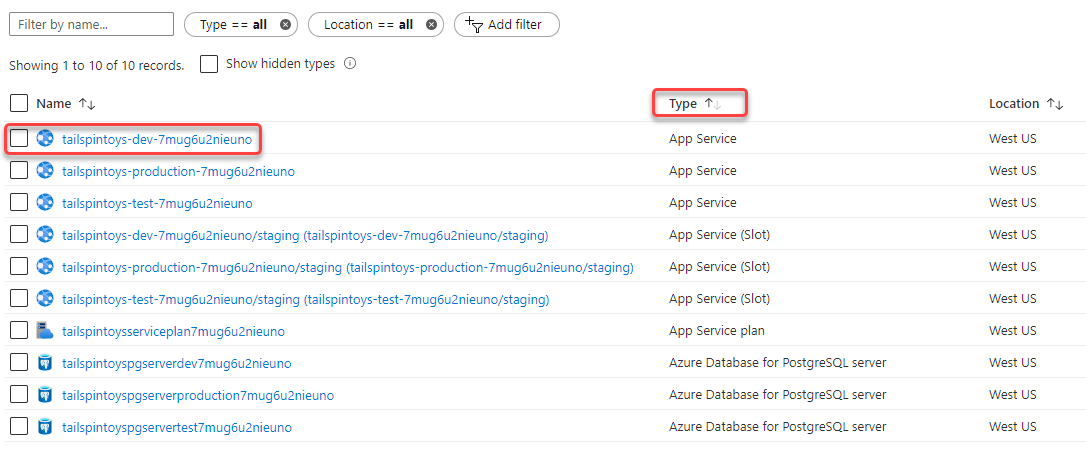 Filter by name... Type == all Location == all Add filter
Showing 1 to 10 of 10 records. Show hidden types
Name Type Location
tailspintoys-dev-7mug6u2nieuno App Service West US
tailspintoys-production-7mug6u2nieuno App Service West US
tailspintoys-test-7mug6u2nieuno App Service West US
tailspintoys-dev-7mug6u2nieuno/staging (tailspintoys-dev-7mug6u2nieuno/staging) App Service (Slot) West US
tailspintoys-production-7mug6u2nieuno/staging (tailspintoys-production-7mug6u2nieuno/staging) App Service (Slot) West US
tailspintoys-test-7mug6u2nieuno/staging (tailspintoys-test-7mug6u2nieuno/staging) App Service (Slot) West US
tailspintoysserviceplan7mug6u2nieuno App Service plan West US
tailspintoyspgserverdev7mug6u2nieuno Azure Database for PostgreSQL server West US
tailspintoyspgserverproduction7mug6u2nieuno Azure Database for PostgreSQL server West US
tailspintoyspgservertest7mug6u2nieuno Azure Database for PostgreSQL server West US